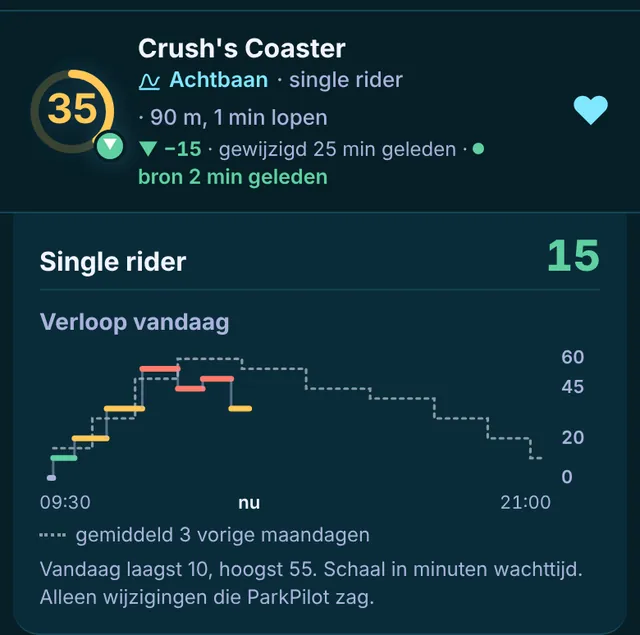 Crush's Coaster
35
Achtbaan · single rider
· 90 m, 1 min lopen
▼ −15 · gewijzigd 25 min geleden · ●
bron 2 min geleden
Single rider
15
Verloop vandaag
60
45
20
0
09:30
nu
21:00
gemiddeld 3 vorige maandagen
Vandaag laagst 10, hoogst 55. Schaal in minuten wachttijd.
Alleen wijzigingen die ParkPilot zag.